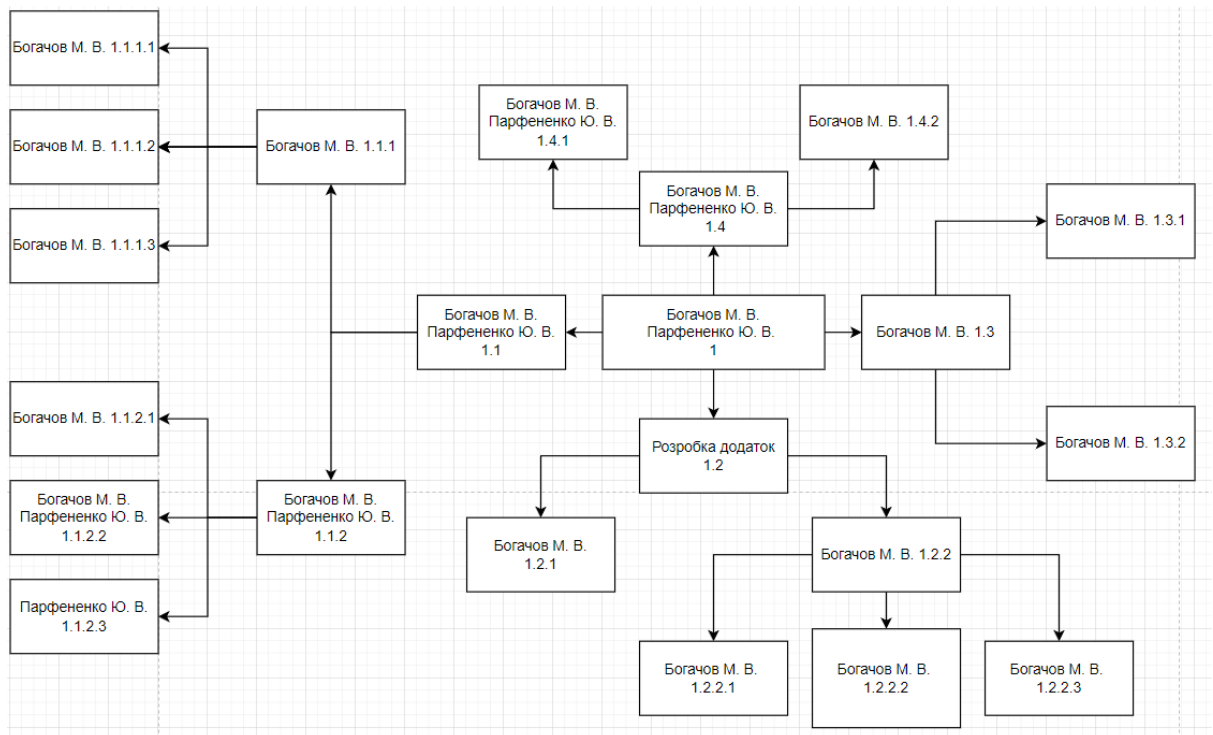 Богачов М. В. 1.1.1.1
Богачов М. В. 1.1.1.2
Богачов М. В. 1.1.1.3
Богачов М. В. 1.1.1
Богачов М. В.
Парфененко Ю. В.
1.4.1
Богачов М. В. 1.4.2
Богачов М. В.
Парфененко Ю. В.
1.4
Богачов М. В. 1.3.1
Богачов М. В.
Парфененко Ю. В.
1.1
Богачов М. В.
Парфененко Ю. В.
1
Богачов М. В. 1.3
Богачов М. В. 1.3.2
Богачов М. В. 1.1.2.1
Богачов М. В.
Парфененко Ю. В.
1.1.2.2
Парфененко Ю. В.
1.1.2.3
Богачов М. В.
Парфененко Ю. В.
1.1.2
Розробка додаток
1.2
Богачов М. В.
1.2.1
Богачов М. В. 1.2.2
Богачов М. В.
1.2.2.1
Богачов М. В.
1.2.2.2
Богачов М. В.
1.2.2.3